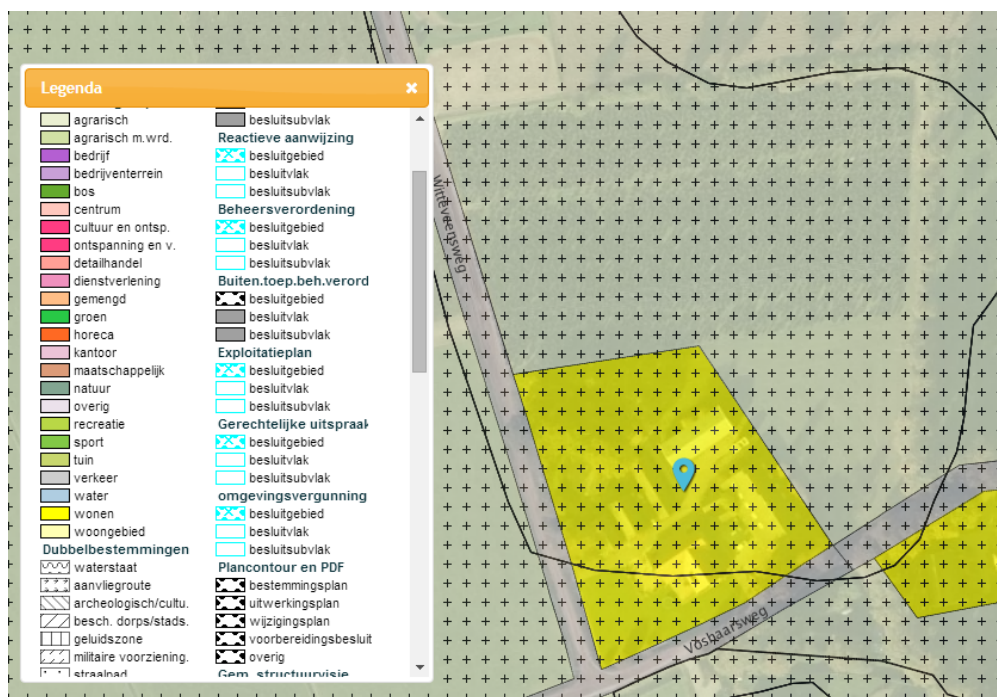 Legenda
agrarisch
agrarisch m.wrd.
bedrijf
bedrijventerrein
bos
centrum
cultuur en ontsp.
ontspanning en v.
detailhandel
dienstverlening
gemengd
groen
horeca
kantoor
maatschappelijk
natuur
overig
recreatie
sport
tuin
verkeer
water
wonen
woongebied
Dubbelbestemmingen
waterstaat
aanvliegroute
archeologisch/cultu.
besch. dorps/stads.
geluidszone
militaire voorziening.
straalpad
besluitsubvlak
Reactieve aanwijzing
besluitgebied
besluitvlak
besluitsubvlak
Beheersverordening
besluitgebied
besluitvlak
besluitsubvlak
Buiten.toep.beh.verord
besluitgebied
besluitvlak
besluitsubvlak
Exploitatieplan
besluitgebied
besluitvlak
besluitsubvlak
Gerechtelijke uitspraak
besluitgebied
besluitvlak
besluitsubvlak
omgevingsvergunning
besluitgebied
besluitvlak
besluitsubvlak
Plancontour en PDF
bestemmingsplan
uitwerkingsplan
wijzigingsplan
voorbereidingsbesluit
overig
Gem. structuurvisie
Witteveensweg
Voshaarsweg